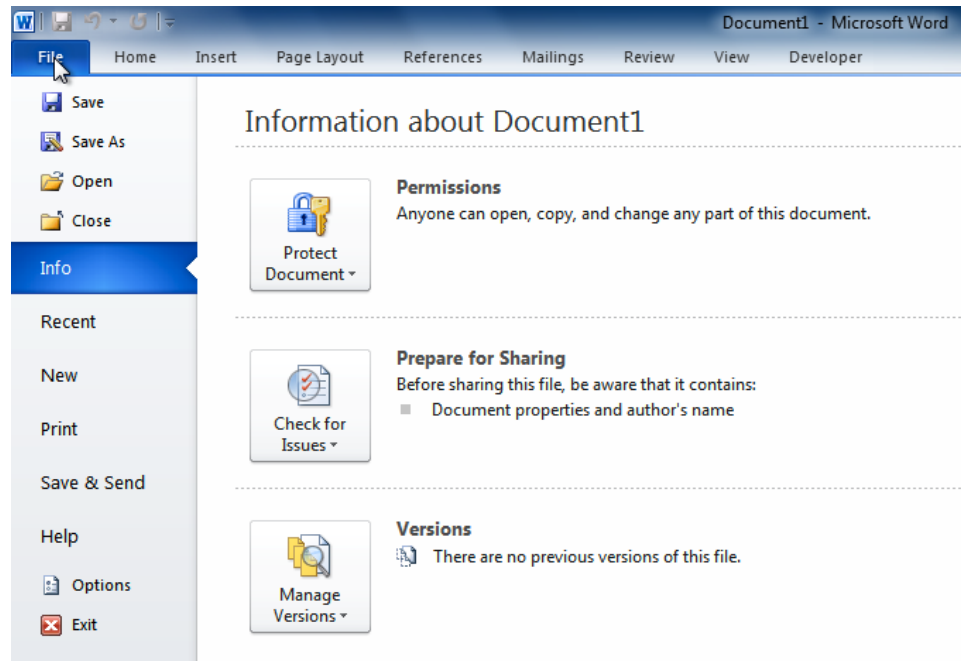 W
Document1 - Microsoft Word
File Home Insert Page Layout References Mailings Review View Developer
Save
Save As
Open
Close
Info
Recent
New
Print
Save & Send
Help
Options
Exit
Information about Document1
Protect
Document
Permissions
Anyone can open, copy, and change any part of this document.
Check for
Issues
Prepare for Sharing
Before sharing this file, be aware that it contains:
Document properties and author's name
Manage
Versions
Versions
There are no previous versions of this file.